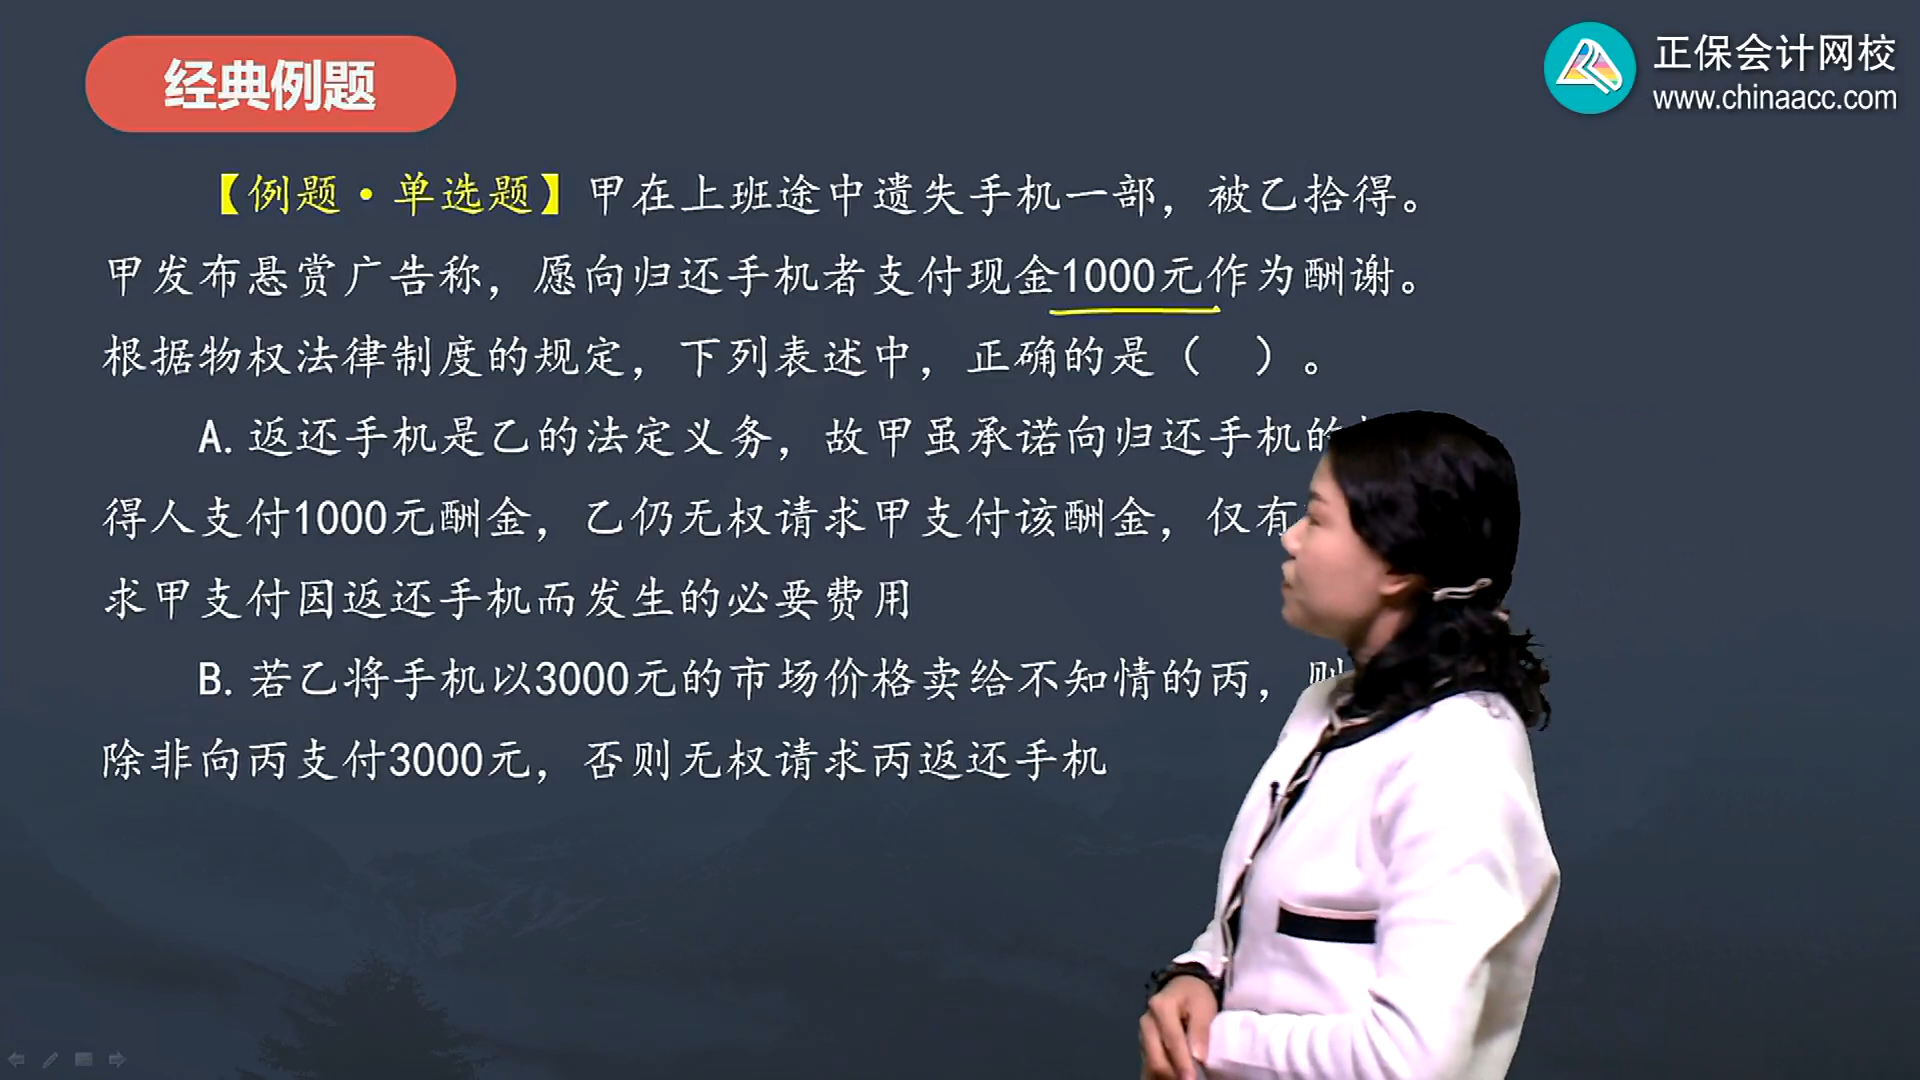 正保会计网校
www.chinaacc.com
经典例题
【例题·单选题】甲在上班途中遗失手机一部，被乙拾得。
甲发布悬赏广告称，愿向归还手机者支付现金1000元作为酬谢。
根据物权法律制度的规定，下列表述中，正确的是（ ）。
A.返还手机是乙的法定义务，故甲虽承诺向归还手机的
得人支付1000元酬金，乙仍无权请求甲支付该酬金，仅有
求甲支付因返还手机而发生的必要费用
B.若乙将手机以3000元的市场价格卖给不知情的丙，则
除非向丙支付3000元，否则无权请求丙返还手机